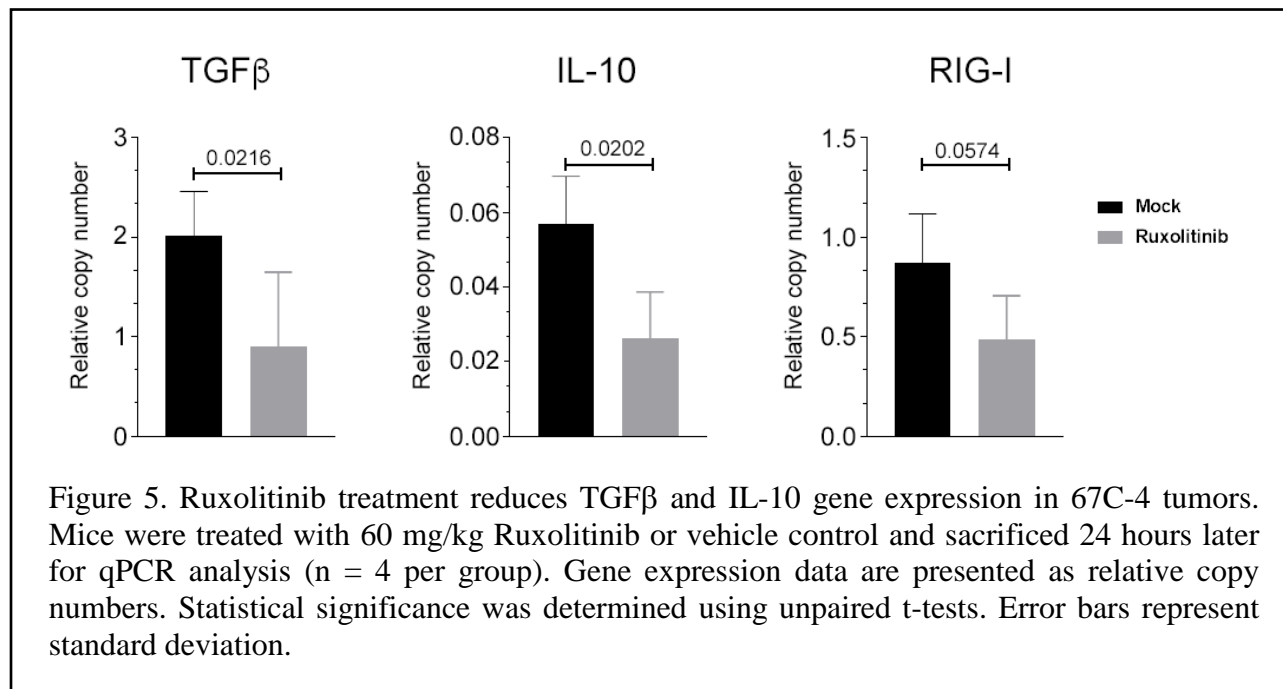 TGFβ
IL-10
RIG-I
Relative copy number
3
2
1
0
0.0216
Relative copy number
0.08
0.06
0.04
0.02
0.00
0.0202
Relative copy number
1.5
1.0
0.5
0.0
0.0574
Mock
Ruxolitinib
Figure 5. Ruxolitinib treatment reduces TGFβ and IL-10 gene expression in 67C-4 tumors.
Mice were treated with 60 mg/kg Ruxolitinib or vehicle control and sacrificed 24 hours later
for qPCR analysis (n = 4 per group). Gene expression data are presented as relative copy
numbers. Statistical significance was determined using unpaired t-tests. Error bars represent
standard deviation.